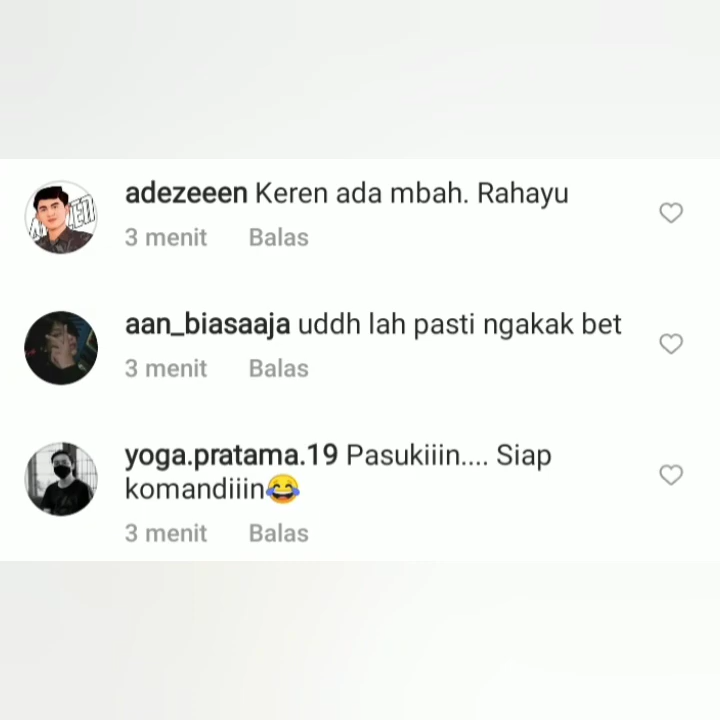 adezeeen Keren ada mbah. Rahayu
3 menit Balas
aan_biasaaja uddh lah pasti ngakak bet
3 menit Balas
yoga.pratama.19 Pasukiiin.... Siap
komandiiin😂
3 menit Balas